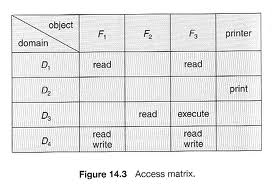 object
domain
F1 F2 F3 printer
D1 read read
D2 print
D3 read execute
D4 read write read write
Figure 14.3 Access matrix.